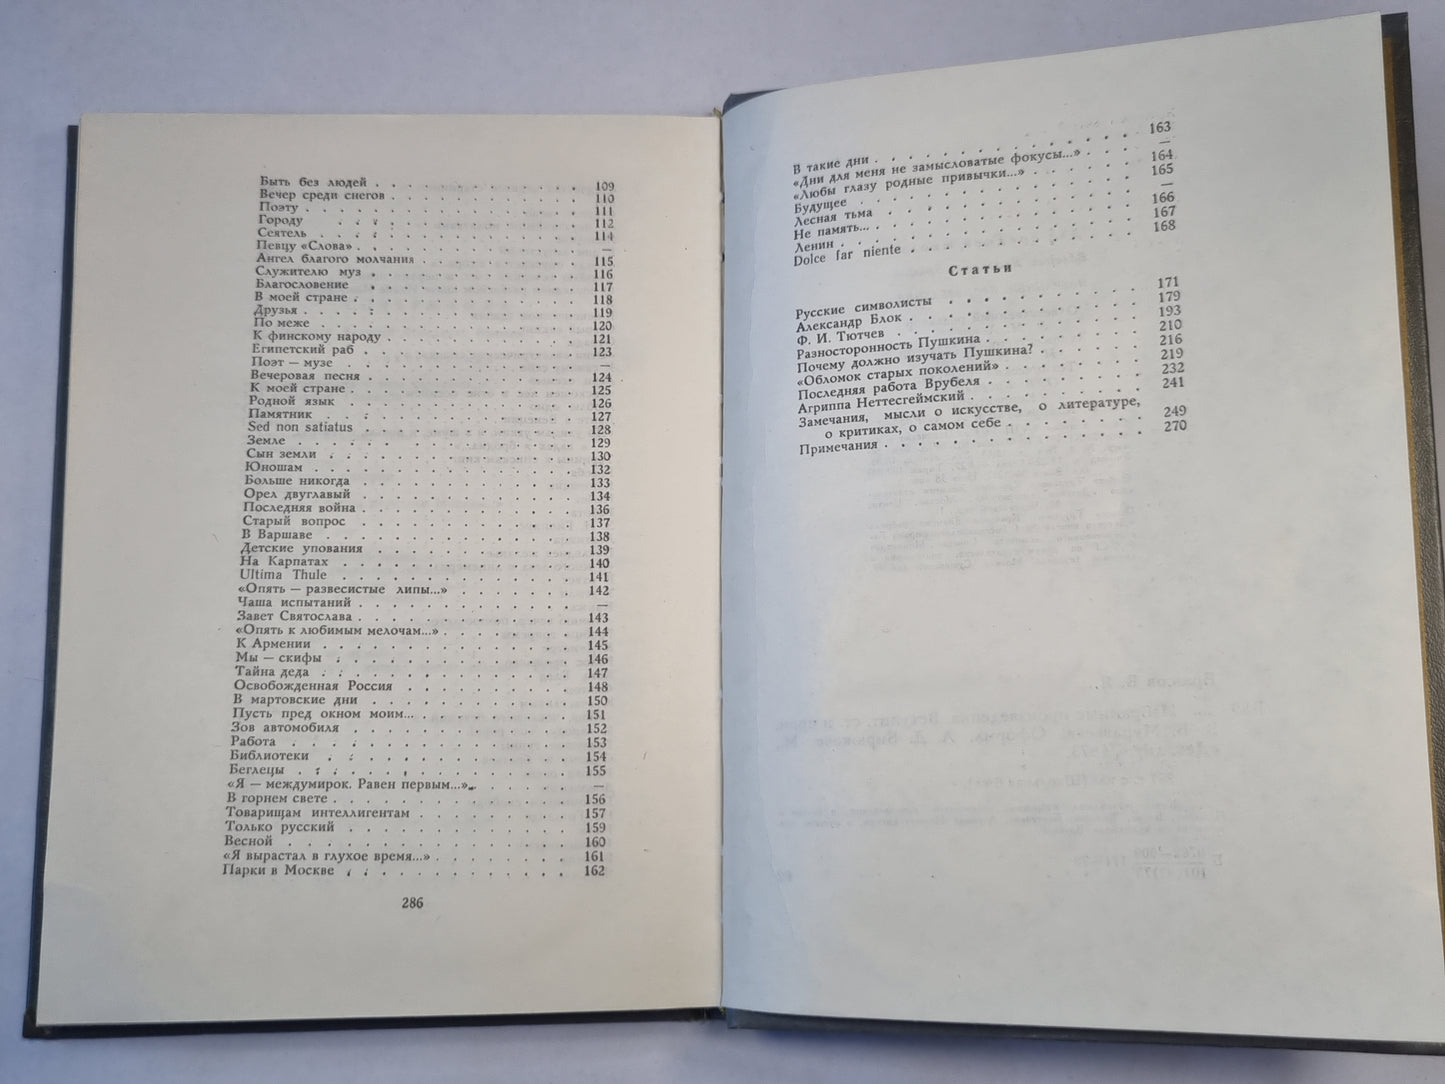 Быть без людей . . . . . . . . . . . 109
Вечер среди снегов . . . . . . . . . . 110
Поэту . . . . . . . . . . . . . . 111
Городу . . . . . . . . . . . . . 112
Сеятель . . . . . . . . . . . . . 114
Певцу «Слова» . . . . . . . . . . . —
Ангел благого молчания . . . . . . . . 115
Служителю муз . . . . . . . . . . . 116
Благословение . . . . . . . . . . . 117
В моей стране . . . . . . . . . . . 118
Друзья . . . . . . . . . . . . . 119
По меже . . . . . . . . . . . . . 120
К финскому народу . . . . . . . . . . 121
Египетский раб . . . . . . . . . . . 123
Поэт — музе . . . . . . . . . . . . —
Вечеровая песня . . . . . . . . . . . 124
К моей стране . . . . . . . . . . . 125
Родной язык . . . . . . . . . . . . 126
Памятник . . . . . . . . . . . . . 127
Sed non satiatus . . . . . . . . . . . 128
Земле . . . . . . . . . . . . . . 129
Сын земли . . . . . . . . . . . . . 130
Юношам . . . . . . . . . . . . . 132
Больше никогда . . . . . . . . . . . 133
Орел двуглавый . . . . . . . . . . . 134
Последняя война . . . . . . . . . . . 136
Старый вопрос . . . . . . . . . . . 137
В Варшаве . . . . . . . . . . . . . 138
Детские упования . . . . . . . . . . 139
На Карпатах . . . . . . . . . . . . 140
Ultima Thule . . . . . . . . . . . . 141
«Опять — развесистые липы...» . . . . . . 142
Чаша испытаний . . . . . . . . . . . —
Завет Святослава . . . . . . . . . . . 143
«Опять к любимым мелочам...» . . . . . . . 144
К Армении . . . . . . . . . . . . . 145
Мы — скифы . . . . . . . . . . . . 146
Тайна деда . . . . . . . . . . . . . 147
Освобожденная Россия . . . . . . . . . 148
В мартовские дни . . . . . . . . . . 150
Пусть пред окном моим... . . . . . . . . 151
Зов автомобиля . . . . . . . . . . . 152
Работа . . . . . . . . . . . . . . 153
Библиотеки . . . . . . . . . . . . 154
Беглецы . . . . . . . . . . . . . 155
«Я — междумирок. Равен первым...» . . . . . —
В горнем свете . . . . . . . . . . . 156
Товарищам интеллигентам . . . . . . . . 157
Только русский . . . . . . . . . . . 159
Весной . . . . . . . . . . . . . . 160
«Я вырастал в глухое время...» . . . . . . 161
Парки в Москве . . . . . . . . . . . 162
286
В такие дни . . . . . . . . . . . . 163
«Дни для меня не замысловатые фокусы...» . . —
«Любы глазу родные привычки...» . . . . . 164
Будущее . . . . . . . . . . . . . 165
Лесная тьма . . . . . . . . . . . . —
Не память... . . . . . . . . . . . . 166
Ленин . . . . . . . . . . . . . . 167
Dolce far niente . . . . . . . . . . . 168
Статьи
Русские символисты . . . . . . . . . . 171
Александр Блок . . . . . . . . . . . 179
Ф. И. Тютчев . . . . . . . . . . . . 193
Разносторонность Пушкина . . . . . . . . 210
Почему должно изучать Пушкина? . . . . . 216
«Обломок старых поколений» . . . . . . . 219
Последняя работа Врубеля . . . . . . . . 232
Агриппа Неттесгеймский . . . . . . . . 241
Замечания, мысли о искусстве, о литературе,
о критиках, о самом себе . . . . . . . 249
Примечания . . . . . . . . . . . . 270